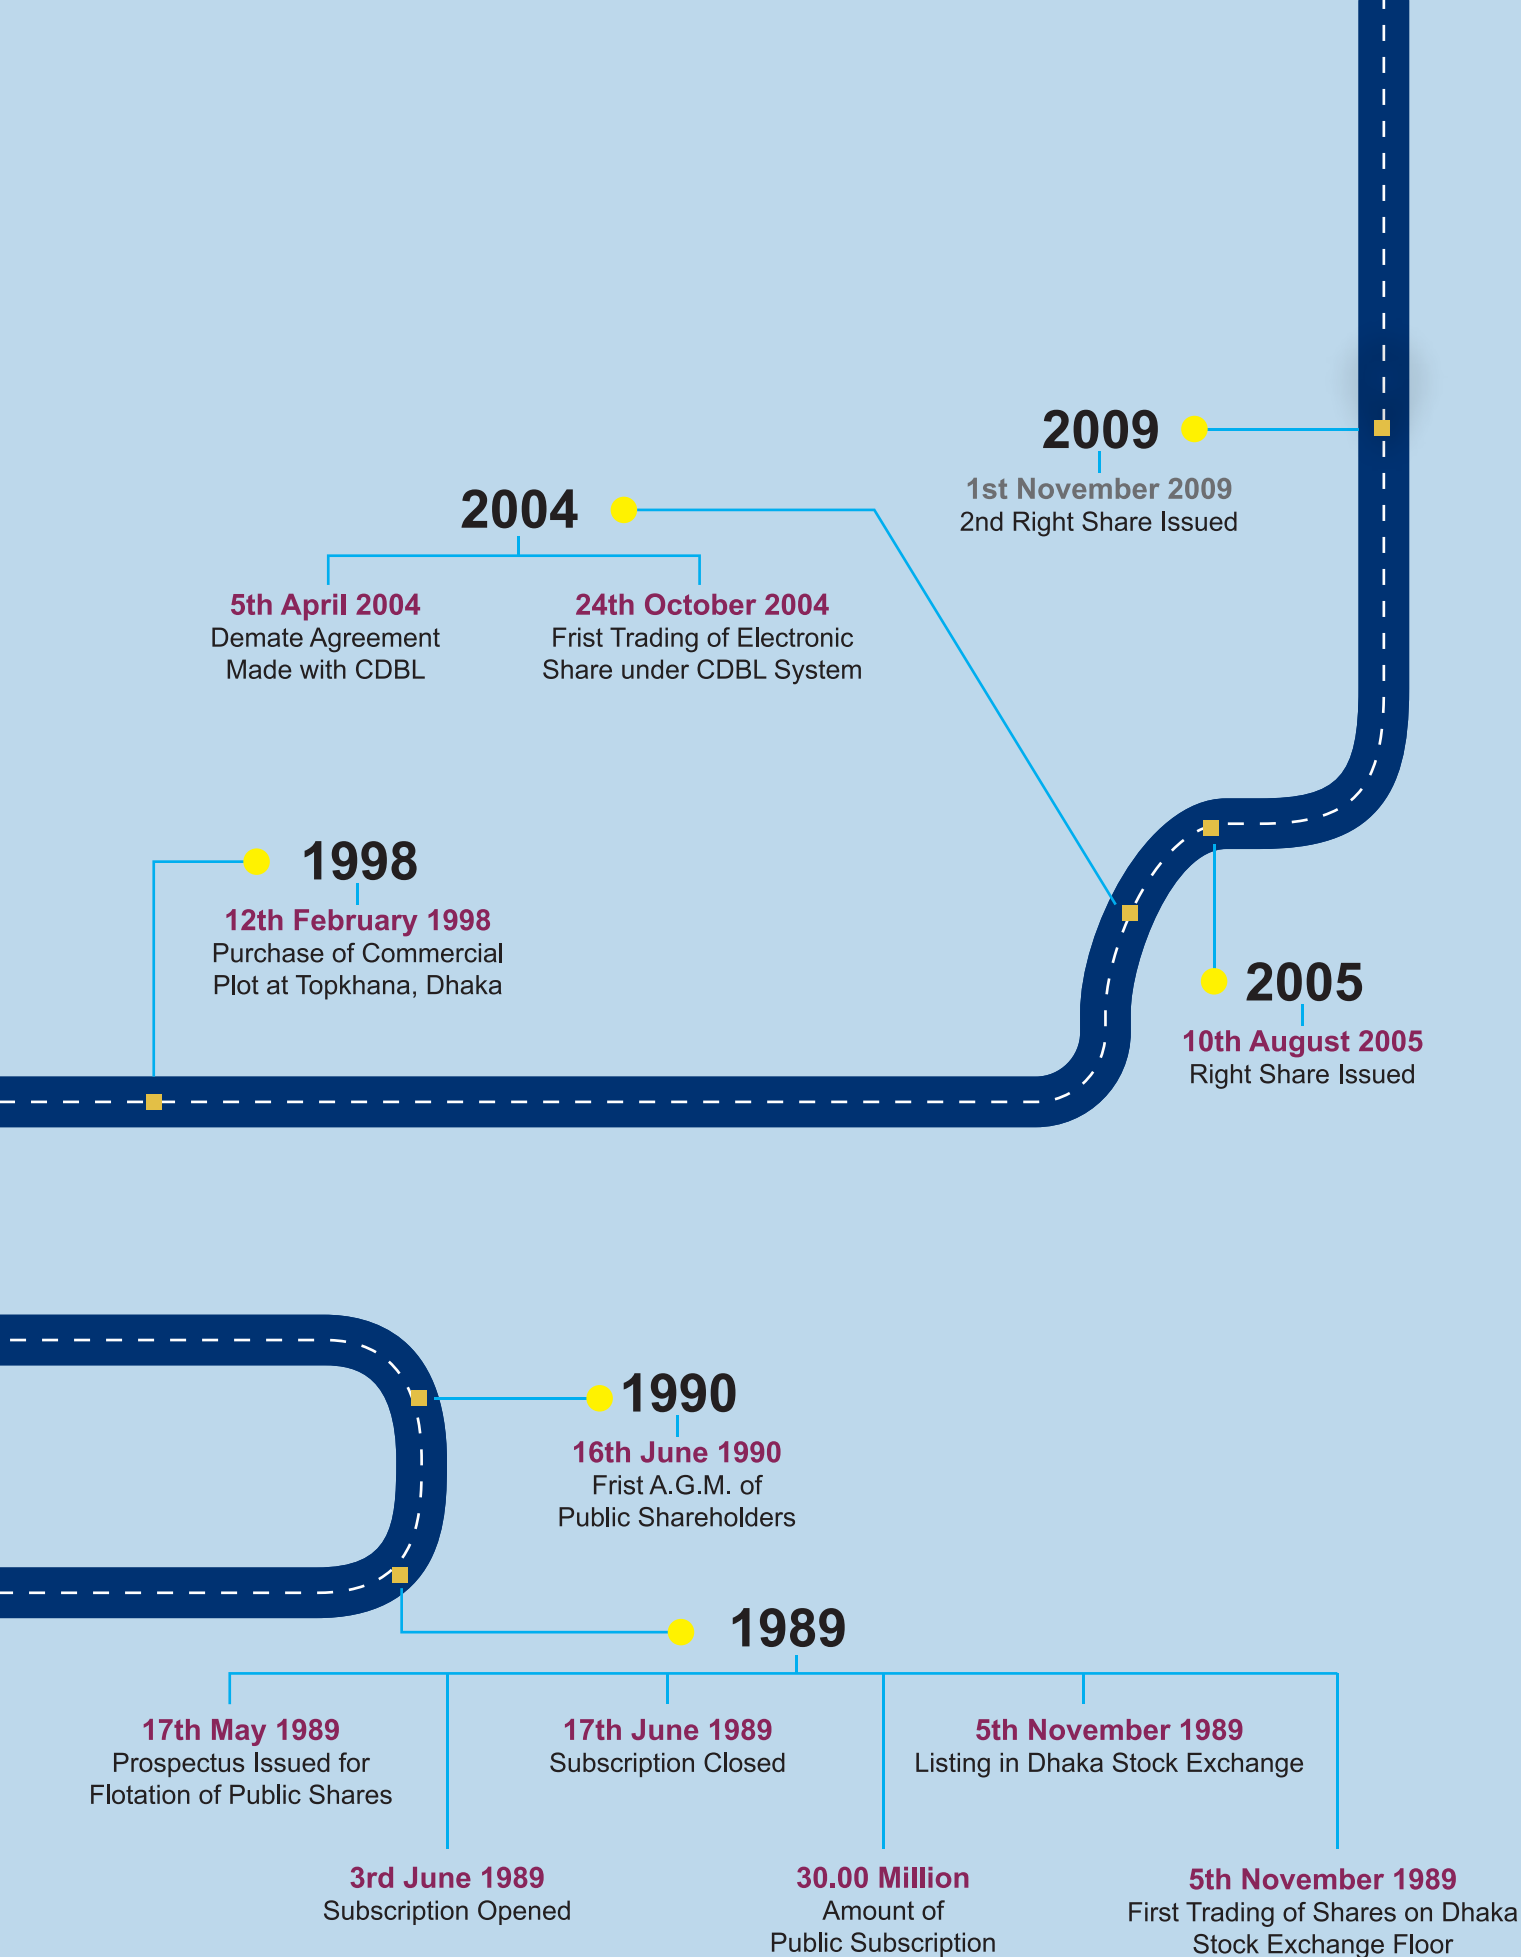 2009
1st November 2009
2nd Right Share Issued
2004
5th April 2004
Demate Agreement
Made with CDBL
24th October 2004
Frist Trading of Electronic
Share under CDBL System
1998
12th February 1998
Purchase of Commercial
Plot at Topkhana, Dhaka
2005
10th August 2005
Right Share Issued
1990
16th June 1990
Frist A.G.M. of
Public Shareholders
1989
17th May 1989
Prospectus Issued for
Flotation of Public Shares
17th June 1989
Subscription Closed
5th November 1989
Listing in Dhaka Stock Exchange
3rd June 1989
Subscription Opened
30.00 Million
Amount of
Public Subscription
5th November 1989
First Trading of Shares on Dhaka
Stock Exchange Floor